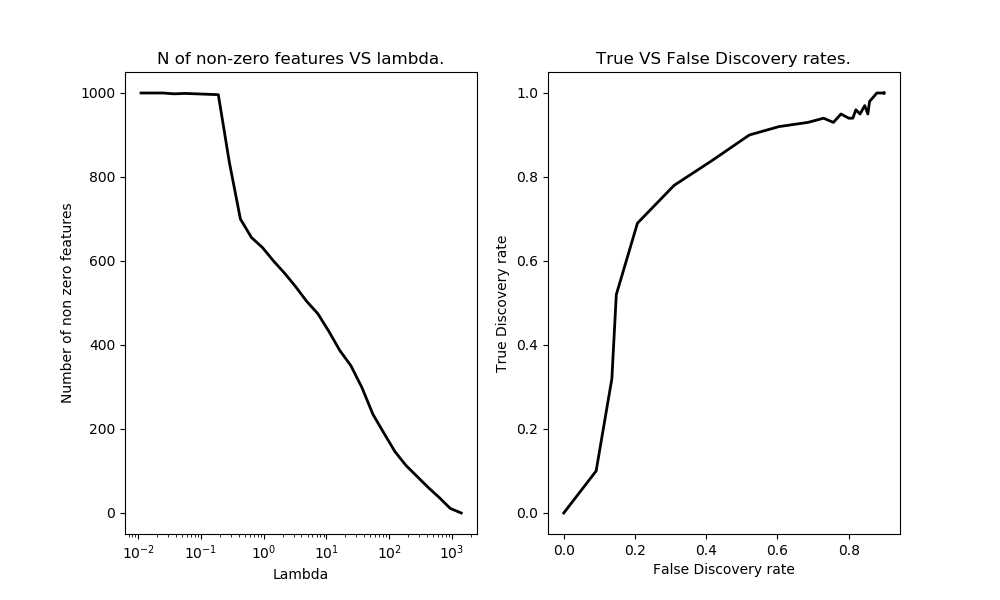 N of non-zero features VS lambda.
Number of non zero features
1000
800
600
400
200
0
10⁻² 10⁻¹ 10⁰ 10¹ 10² 10³
Lambda
True VS False Discovery rates.
True Discovery rate
1.0
0.8
0.6
0.4
0.2
0.0
0.0 0.2 0.4 0.6 0.8
False Discovery rate